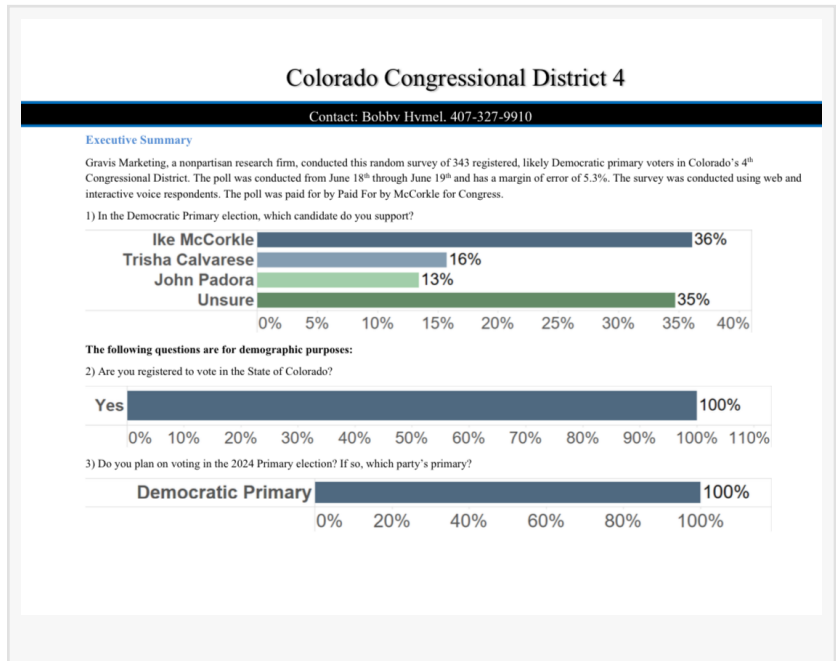 Colorado Congressional District 4
Contact: Bobby Hymel. 407-327-9910
Executive Summary
Gravis Marketing, a nonpartisan research firm, conducted this random survey of 343 registered, likely Democratic primary voters in Colorado's 4th
Congressional District. The poll was conducted from June 18th through June 19th and has a margin of error of 5.3%. The survey was conducted using web and
interactive voice respondents. The poll was paid for by Paid For by McCorkle for Congress.
1) In the Democratic Primary election, which candidate do you support?
Ike McCorkle 36%
Trisha Calvarese 16%
John Padora 13%
Unsure 35%
0% 5% 10% 15% 20% 25% 30% 35% 40%
The following questions are for demographic purposes:
2) Are you registered to vote in the State of Colorado?
Yes 100%
0% 10% 20% 30% 40% 50% 60% 70% 80% 90% 100% 110%
3) Do you plan on voting in the 2024 Primary election? If so, which party's primary?
Democratic Primary 100%
0% 20% 40% 60% 80% 100%